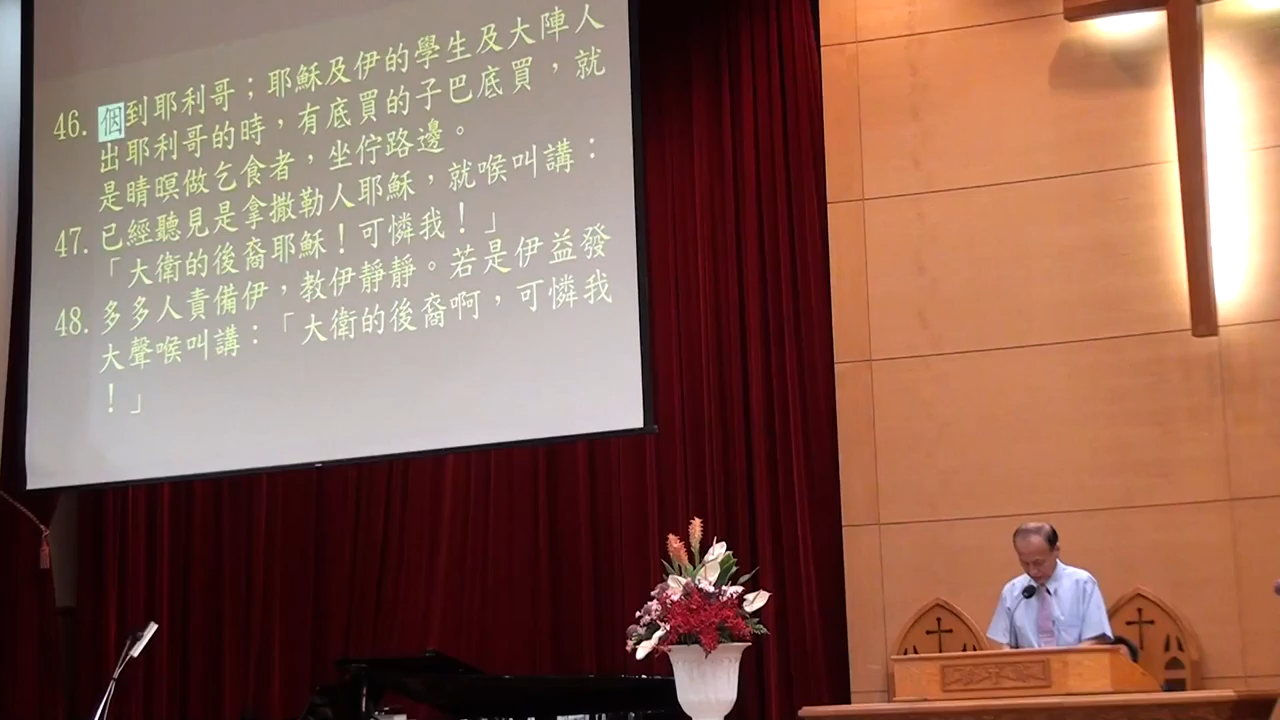 46. 個到耶利哥；耶穌及伊的學生及大陣人
出耶利哥的時，有底買的子巴底買，就
是睛暝做乞食者，坐佇路邊。
47. 已經聽見是拿撒勒人耶穌，就喉叫講：
「大衛的後裔耶穌！可憐我！」
48. 多多人責備伊，教伊靜靜。若是伊益發
大聲喉叫講：「大衛的後裔啊，可憐我
！」